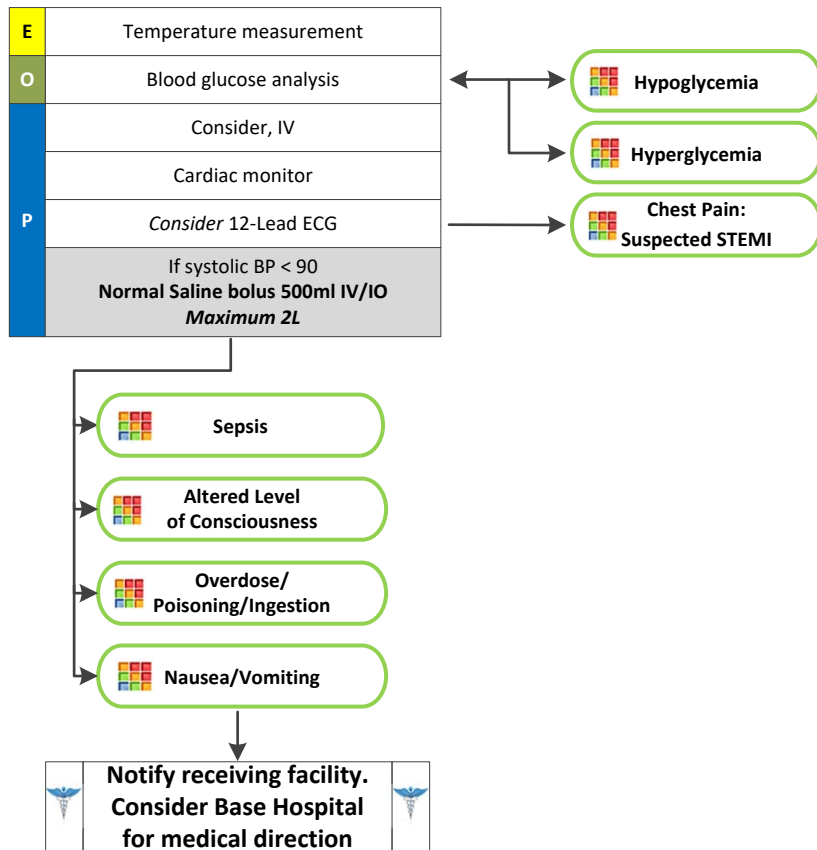 E
Temperature measurement
O
Blood glucose analysis
P
Consider, IV
Cardiac monitor
Consider 12-Lead ECG
If systolic BP < 90
Normal Saline bolus 500ml IV/IO
Maximum 2L
Hypoglycemia
Hyperglycemia
Chest Pain:
Suspected STEMI
Sepsis
Altered Level
of Consciousness
Overdose/
Poisoning/Ingestion
Nausea/Vomiting
Notify receiving facility.
Consider Base Hospital
for medical direction